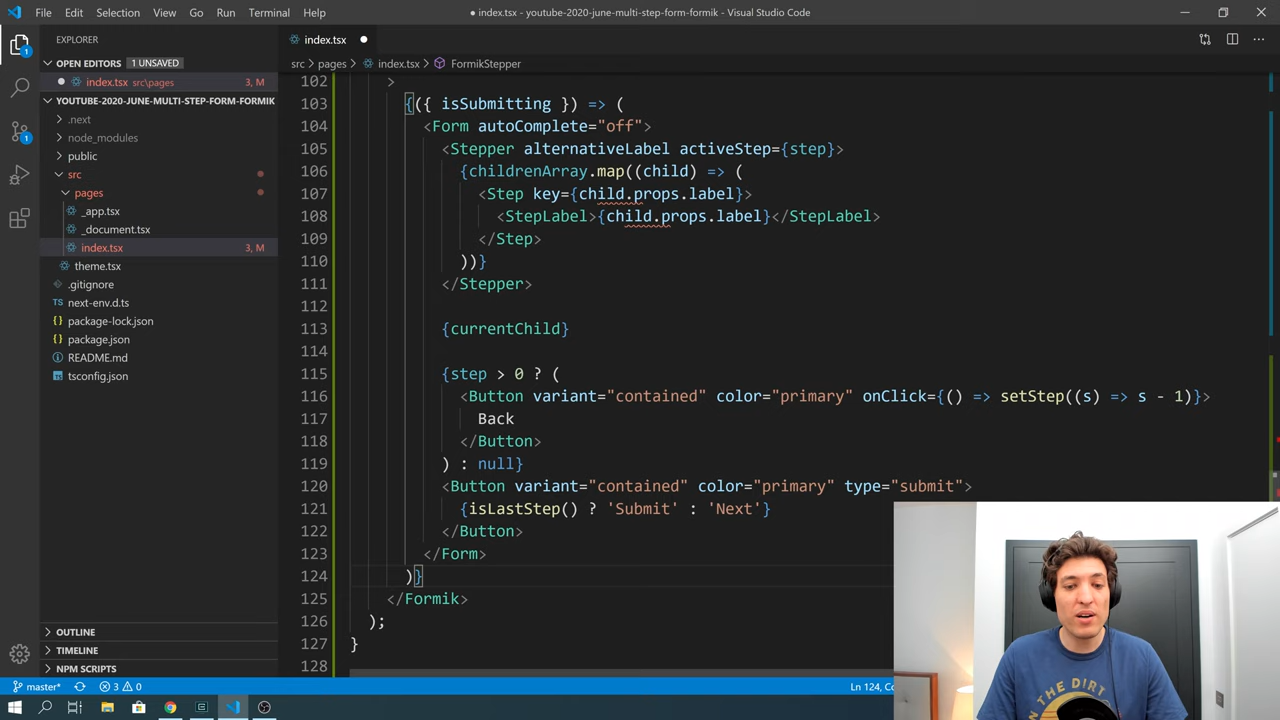 File Edit Selection View Go Run Terminal Help
● index.tsx - youtube-2020-june-multi-step-form-formik - Visual Studio Code
EXPLORER
OPEN EDITORS 1 UNSAVED
index.tsx src\pages 3, M
YOUTUBE-2020-JUNE-MULTI-STEP-FORM-FORMIK
.next
node_modules
public
src
pages
_app.tsx
_document.tsx
index.tsx 3, M
theme.tsx
.gitignore
next-env.d.ts
package-lock.json
package.json
README.md
tsconfig.json
OUTLINE
TIMELINE
NPM SCRIPTS
index.tsx
src > pages > index.tsx > FormikStepper
102 >
103 {({ isSubmitting }) => (
104 <Form autoComplete="off">
105 <Stepper alternativeLabel activeStep={step}>
106 {childrenArray.map((child) => (
107 <Step key={child.props.label}>
108 <StepLabel>{child.props.label}</StepLabel>
109 </Step>
110 ))}
111 </Stepper>
112
113 {currentChild}
114
115 {step > 0 ? (
116 <Button variant="contained" color="primary" onClick={() => setStep((s) => s - 1)}>
117 Back
118 </Button>
119 ) : null}
120 <Button variant="contained" color="primary" type="submit">
121 {isLastStep() ? 'Submit' : 'Next'}
122 </Button>
123 </Form>
124 )}
125 </Formik>
126 );
127 }
128
1
1
master* 3 0
Ln 124,
N THE DIRT